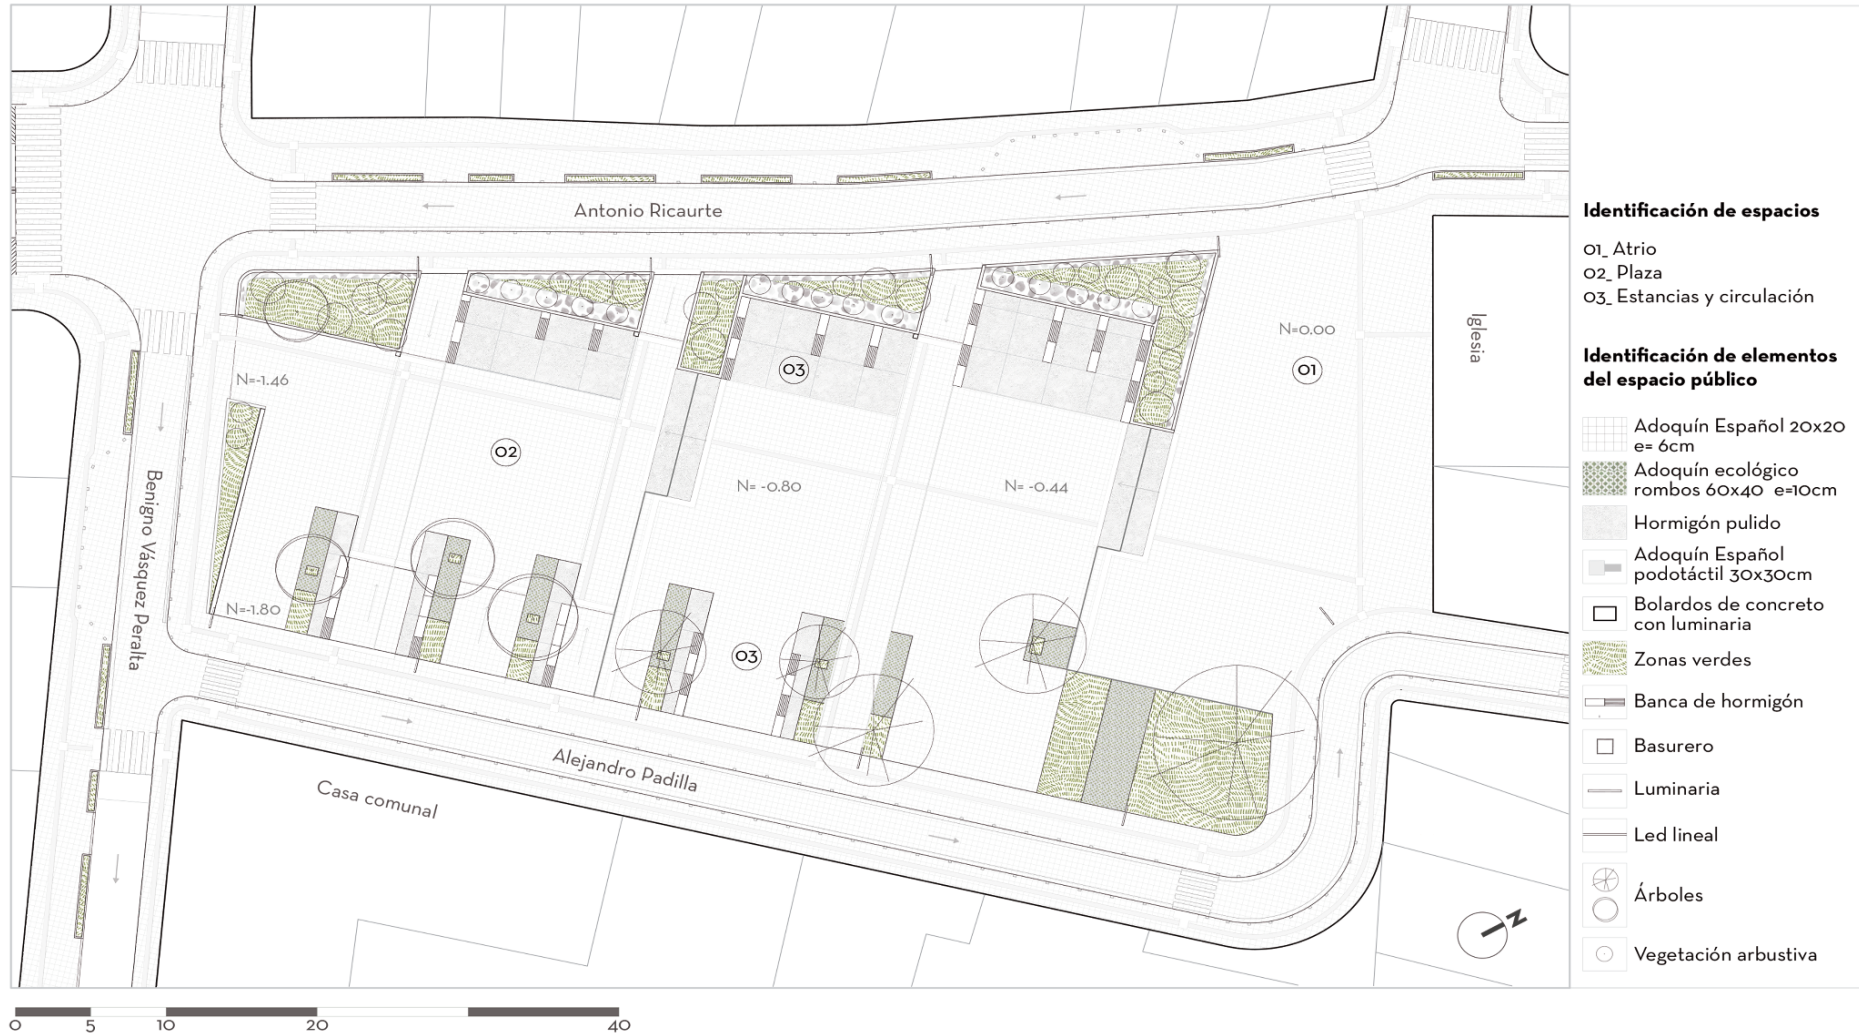 Antonio Ricaurte
N=0,00
Iglesia
01
03
N=-1.46
02
N= -0.80
N= -0.44
Benigno Vásquez Peralta
N=-1.80
03
Alejandro Padilla
Casa comunal
N
0 5 10 20 40
Identificación de espacios
01_ Atrio
02_ Plaza
03_ Estancias y circulación
Identificación de elementos
del espacio público
Adoquín Español 20x20
e= 6cm
Adoquín ecológico
rombos 60x40 e=10cm
Hormigón pulido
Adoquín Español
podotáctil 30x30cm
Bolardos de concreto
con luminaria
Zonas verdes
Banca de hormigón
Basurero
Luminaria
Led lineal
Árboles
Vegetación arbustiva